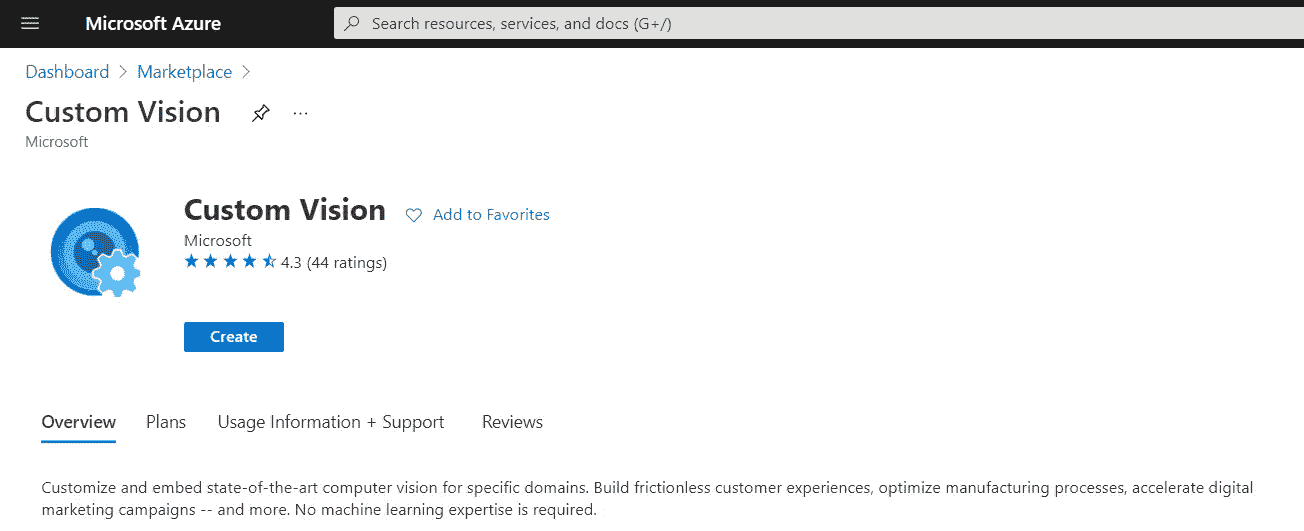 Microsoft Azure
Search resources, services, and docs (G+/)
Dashboard > Marketplace >
Custom Vision ...
Microsoft
Custom Vision Add to Favorites
Microsoft
4.3 (44 ratings)
Create
Overview Plans Usage Information + Support Reviews
Customize and embed state-of-the-art computer vision for specific domains. Build frictionless customer experiences, optimize manufacturing processes, accelerate digital
marketing campaigns -- and more. No machine learning expertise is required.